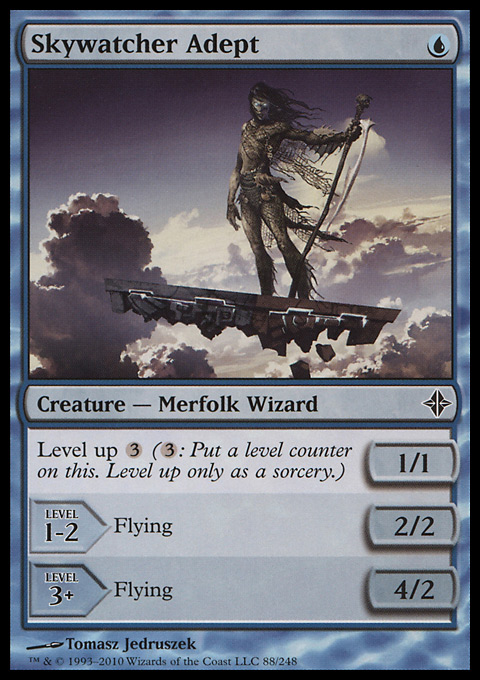 Skywatcher Adept
Creature — Merfolk Wizard
Level up 3 (3: Put a level counter
on this. Level up only as a sorcery.)
1/1
LEVEL
1-2
Flying
2/2
LEVEL
3+
Flying
4/2
Tomasz Jedruszek
™ & © 1993–2010 Wizards of the Coast LLC 88/248